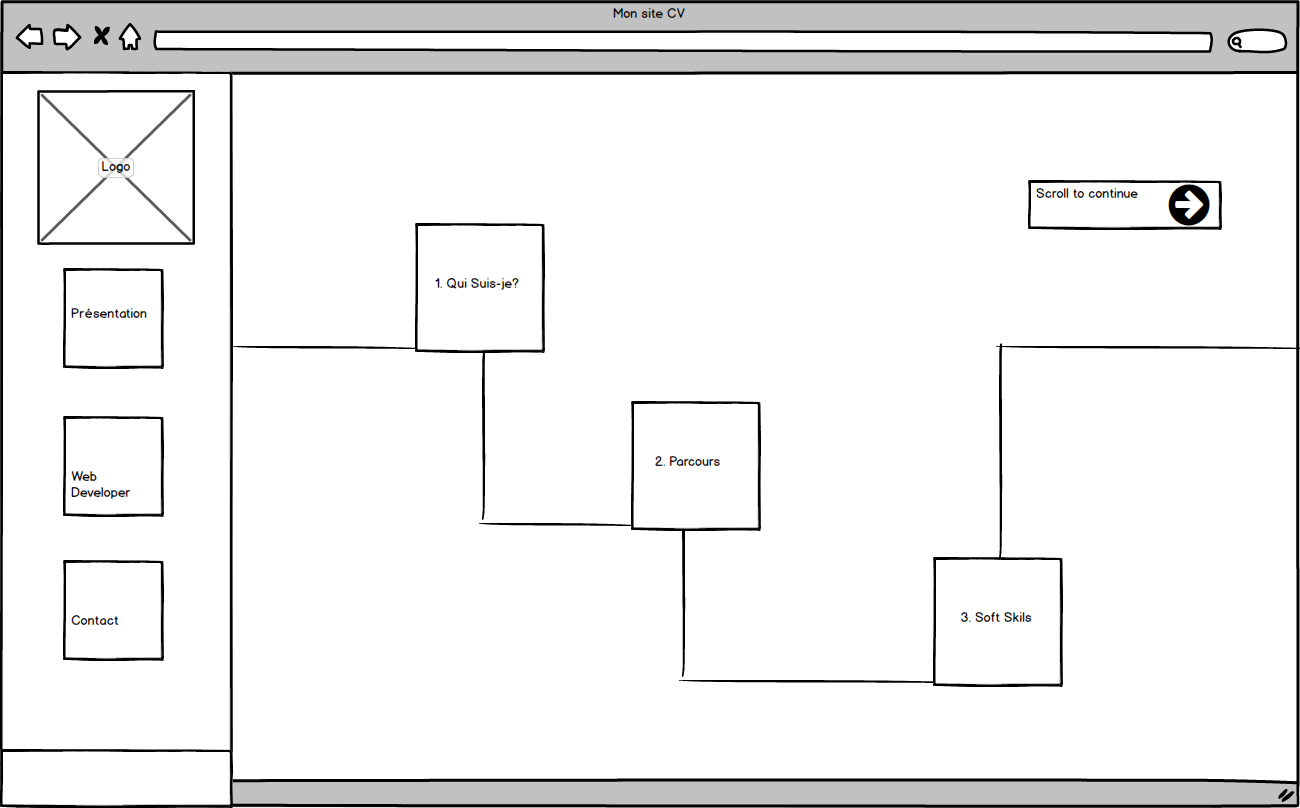 Mon site CV
Logo
Présentation
Web
Developer
Contact
Scroll to continue
1. Qui Suis-je?
2. Parcours
3. Soft Skils